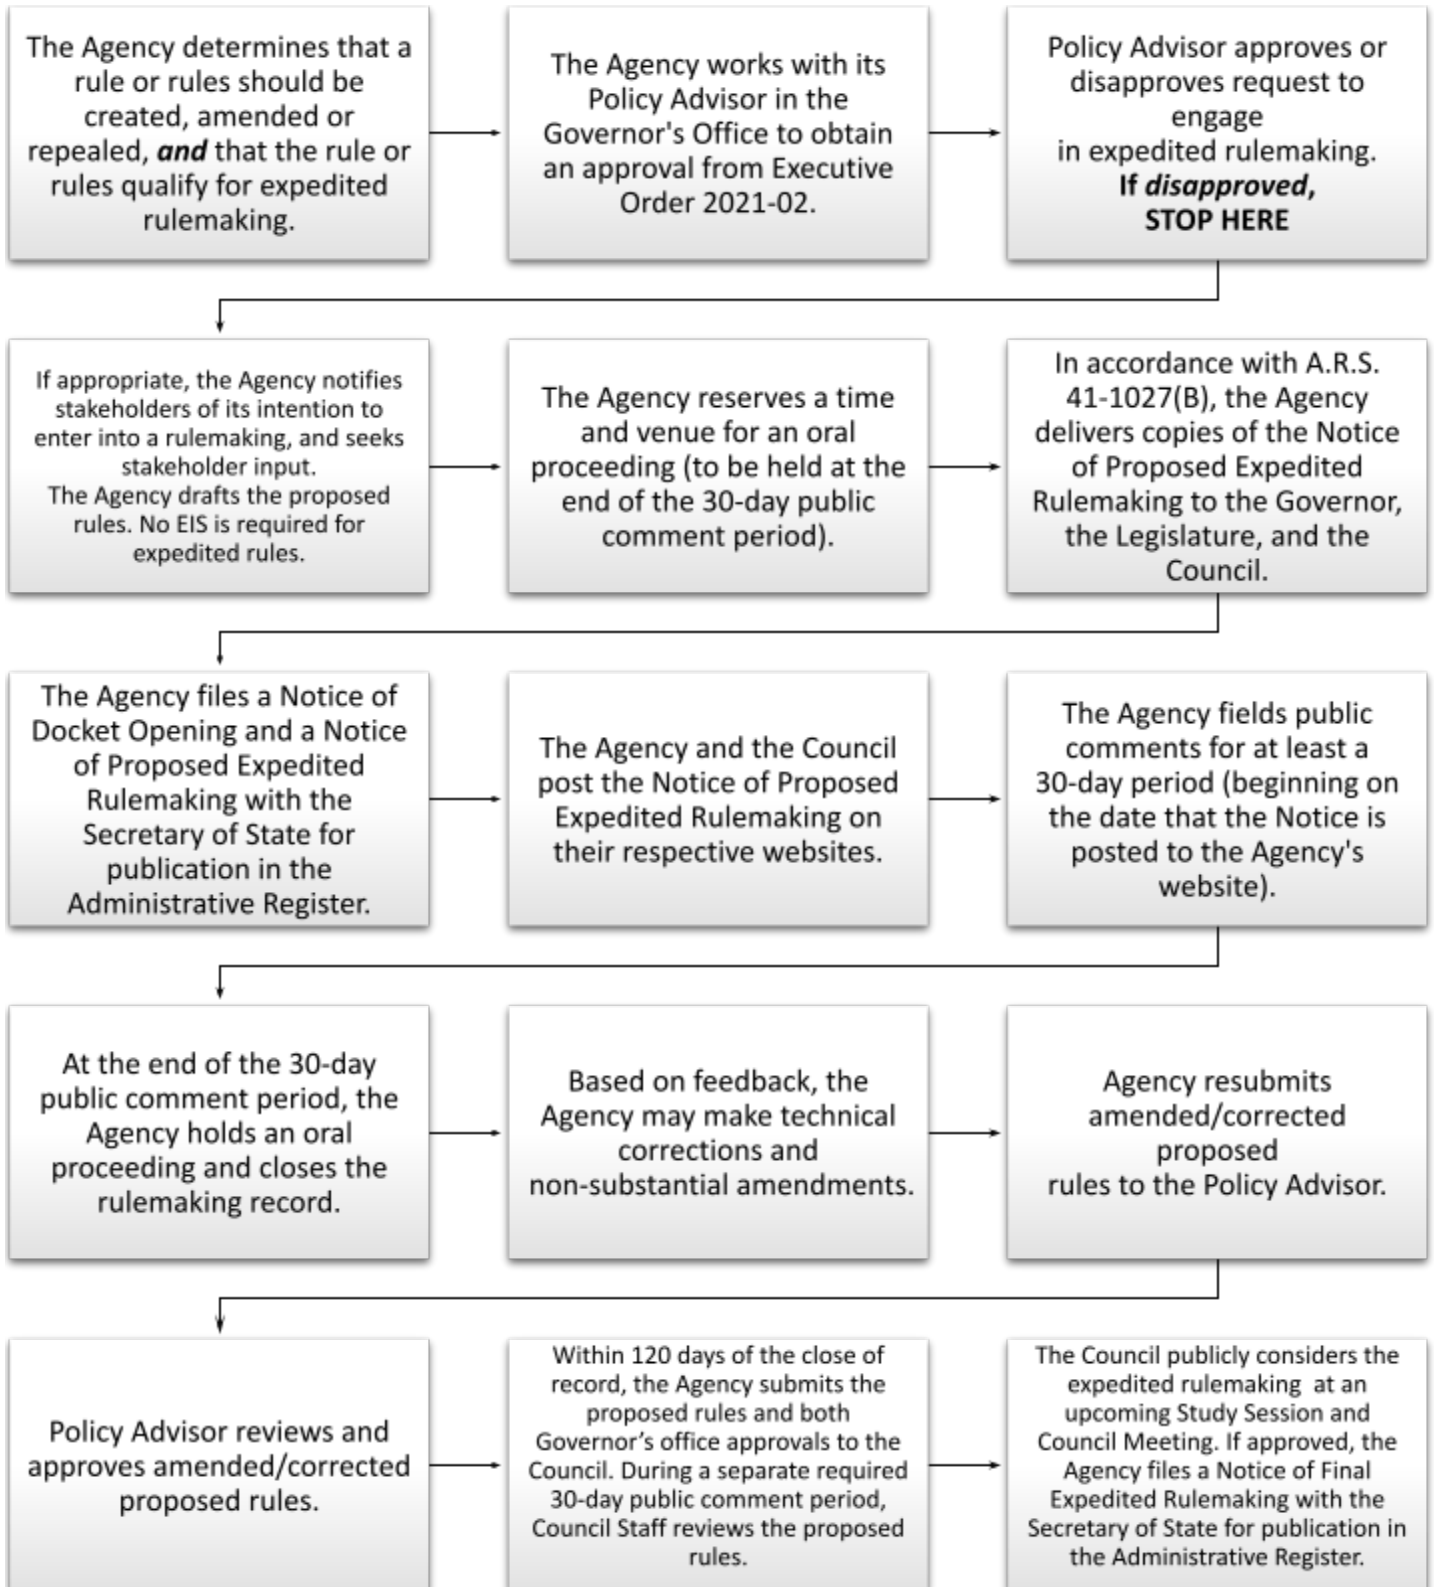 The Agency determines that a
rule or rules should be
created, amended or
repealed, and that the rule or
rules qualify for expedited
rulemaking.
The Agency works with its
Policy Advisor in the
Governor's Office to obtain
an approval from Executive
Order 2021-02.
Policy Advisor approves or
disapproves request to
engage
in expedited rulemaking.
If disapproved,
STOP HERE
If appropriate, the Agency notifies
stakeholders of its intention to
enter into a rulemaking, and seeks
stakeholder input.
The Agency drafts the proposed
rules. No EIS is required for
expedited rules.
The Agency reserves a time
and venue for an oral
proceeding (to be held at the
end of the 30-day public
comment period).
In accordance with A.R.S.
41-1027(B), the Agency
delivers copies of the Notice
of Proposed Expedited
Rulemaking to the Governor,
the Legislature, and the
Council.
The Agency files a Notice of
Docket Opening and a Notice
of Proposed Expedited
Rulemaking with the
Secretary of State for
publication in the
Administrative Register.
The Agency and the Council
post the Notice of Proposed
Expedited Rulemaking on
their respective websites.
The Agency fields public
comments for at least a
30-day period (beginning on
the date that the Notice is
posted to the Agency's
website).
At the end of the 30-day
public comment period, the
Agency holds an oral
proceeding and closes the
rulemaking record.
Based on feedback, the
Agency may make technical
corrections and
non-substantial amendments.
Agency resubmits
amended/corrected
proposed
rules to the Policy Advisor.
Policy Advisor reviews and
approves amended/corrected
proposed rules.
Within 120 days of the close of
record, the Agency submits the
proposed rules and both
Governor’s office approvals to the
Council. During a separate required
30-day public comment period,
Council Staff reviews the proposed
rules.
The Council publicly considers the
expedited rulemaking at an
upcoming Study Session and
Council Meeting. If approved, the
Agency files a Notice of Final
Expedited Rulemaking with the
Secretary of State for publication in
the Administrative Register.